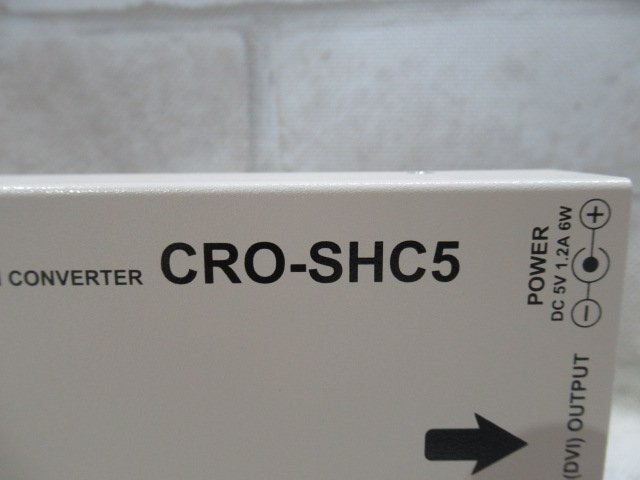 CONVERTER CRO-SHC5
POWER
DC 5V 1.2A 6W
(DVI) OUTPUT